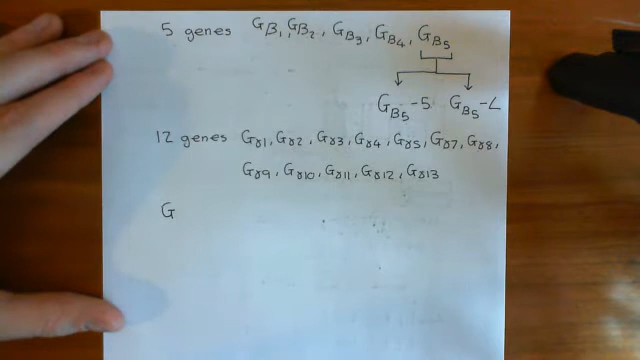 5 genes Gβ1, Gβ2, Gβ3, Gβ4, Gβ5
Gβ5-S Gβ5-L
12 genes Gγ1, Gγ2, Gγ3, Gγ4, Gγ5, Gγ7, Gγ8,
Gγ9, Gγ10, Gγ11, Gγ12, Gγ13
G